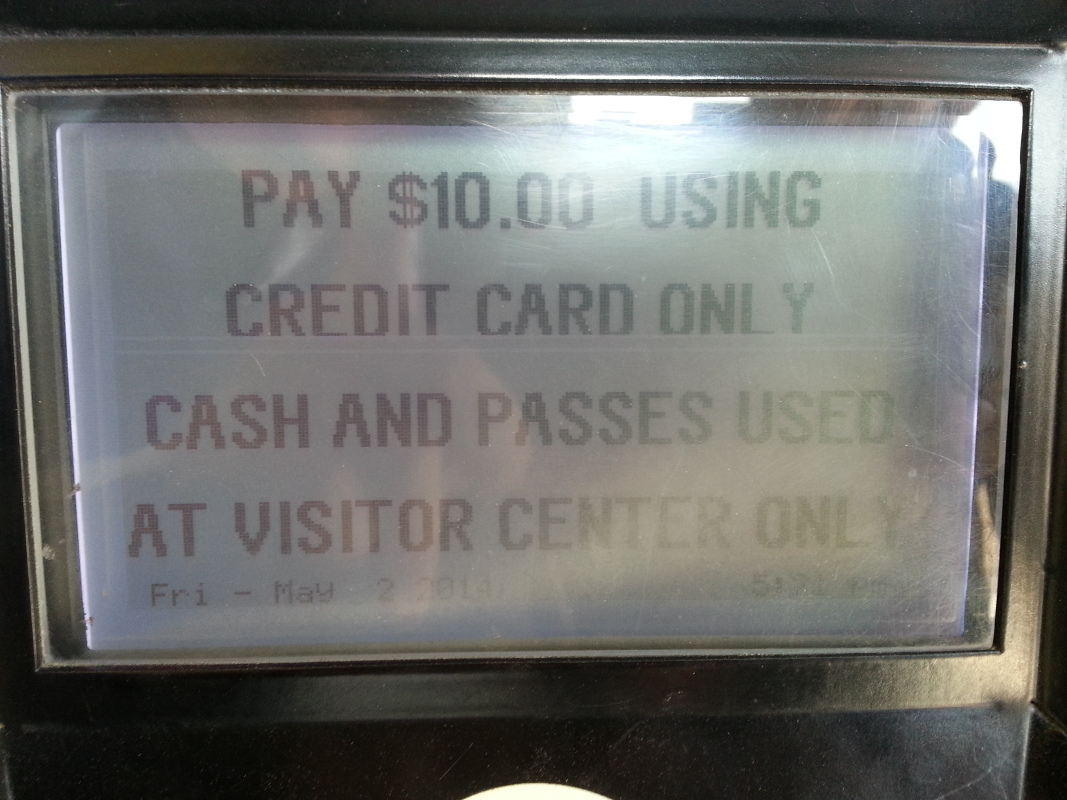 PAY $10.00 USING
CREDIT CARD ONLY
CASH AND PASSES USED
AT VISITOR CENTER ONLY
Fri - May 2 2014 pm